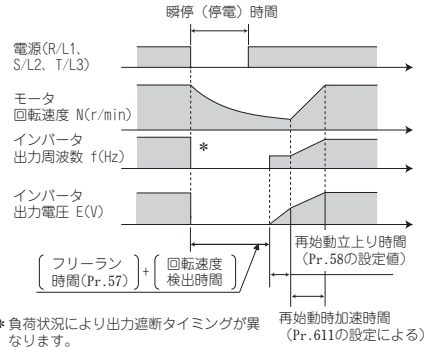 瞬停（停電）時間
電源(R/L1、
S/L2、T/L3)
モータ
回転速度 N(r/min)
インバータ
出力周波数 f(Hz)
*
インバータ
出力電圧 E(V)
フリーラン
時間(Pr.57)
+
回転速度
検出時間
再始動立上り時間
（Pr.58の設定値）
再始動時加速時間
（Pr.611の設定による）
* 負荷状況により出力遮断タイミングが異
なります。